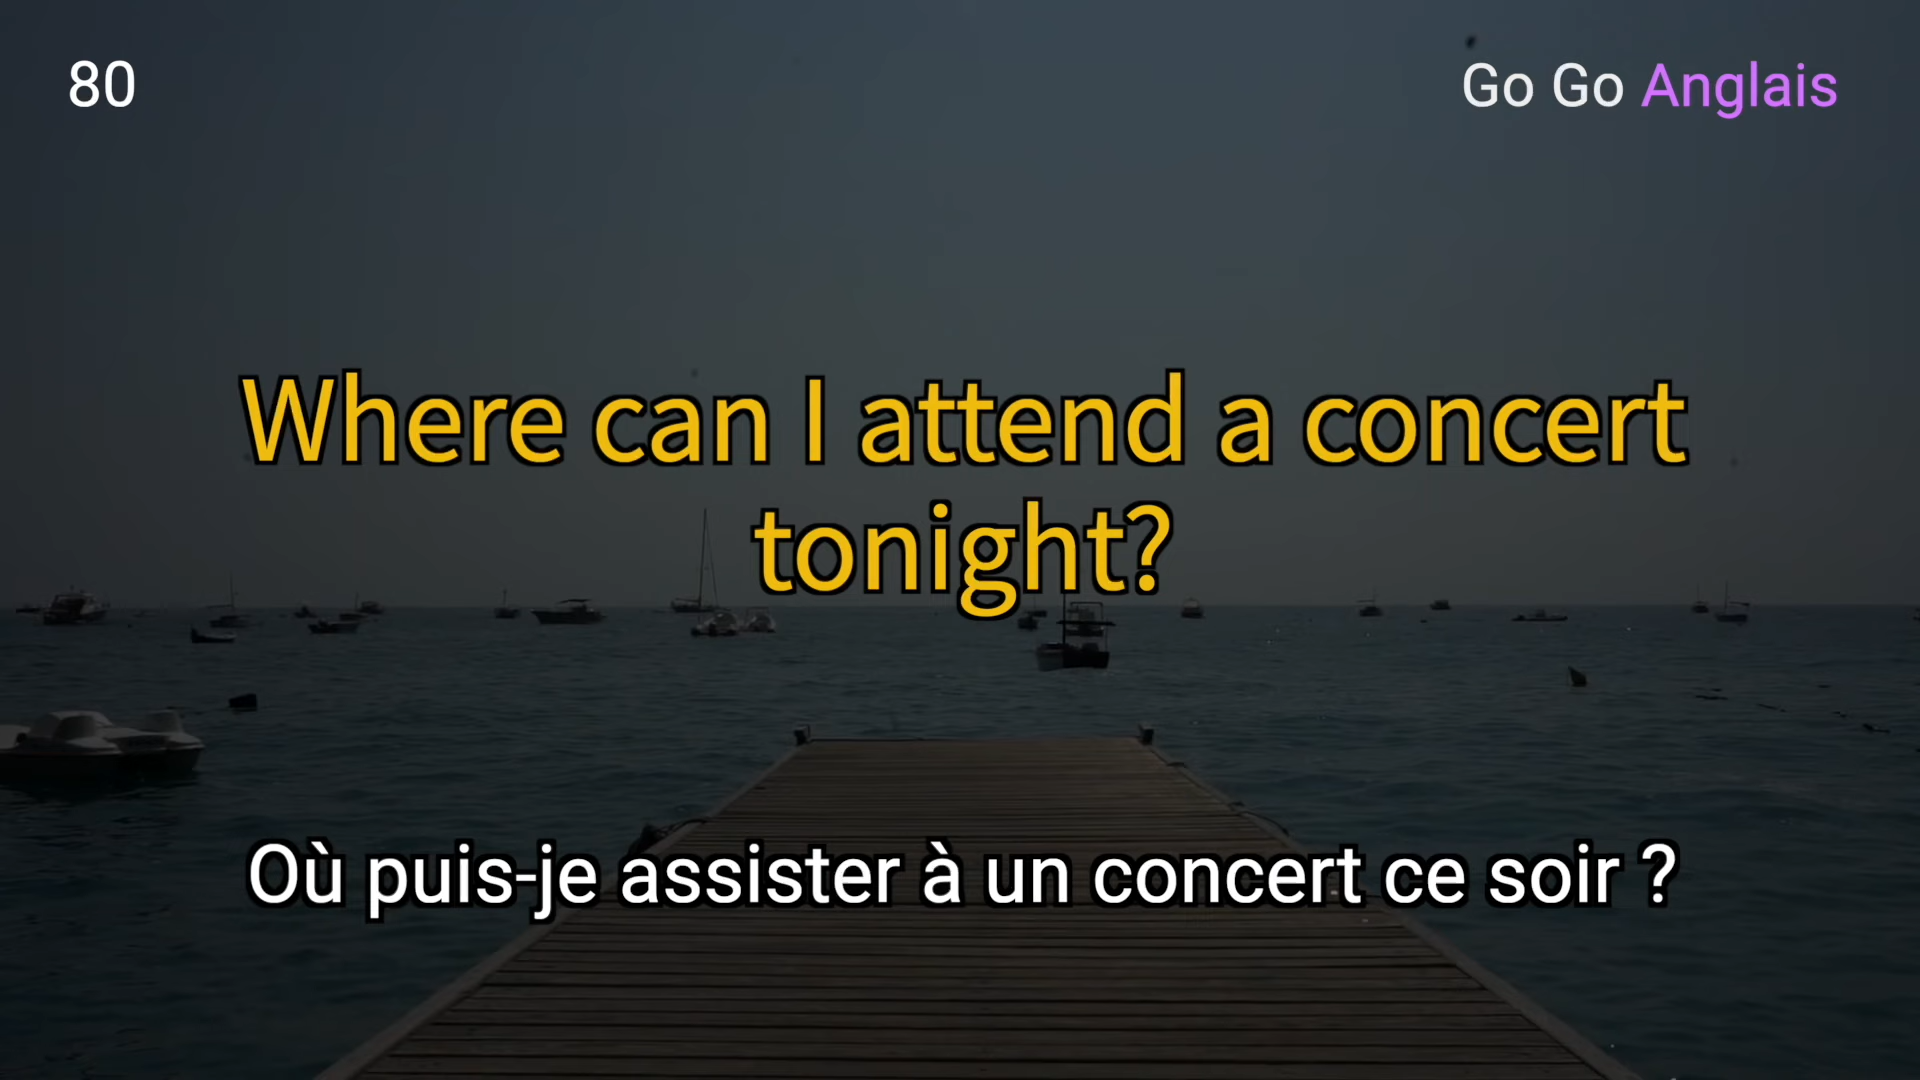 80
Go Go Anglais
Where can I attend a concert
tonight?
Où puis-je assister à un concert ce soir ?